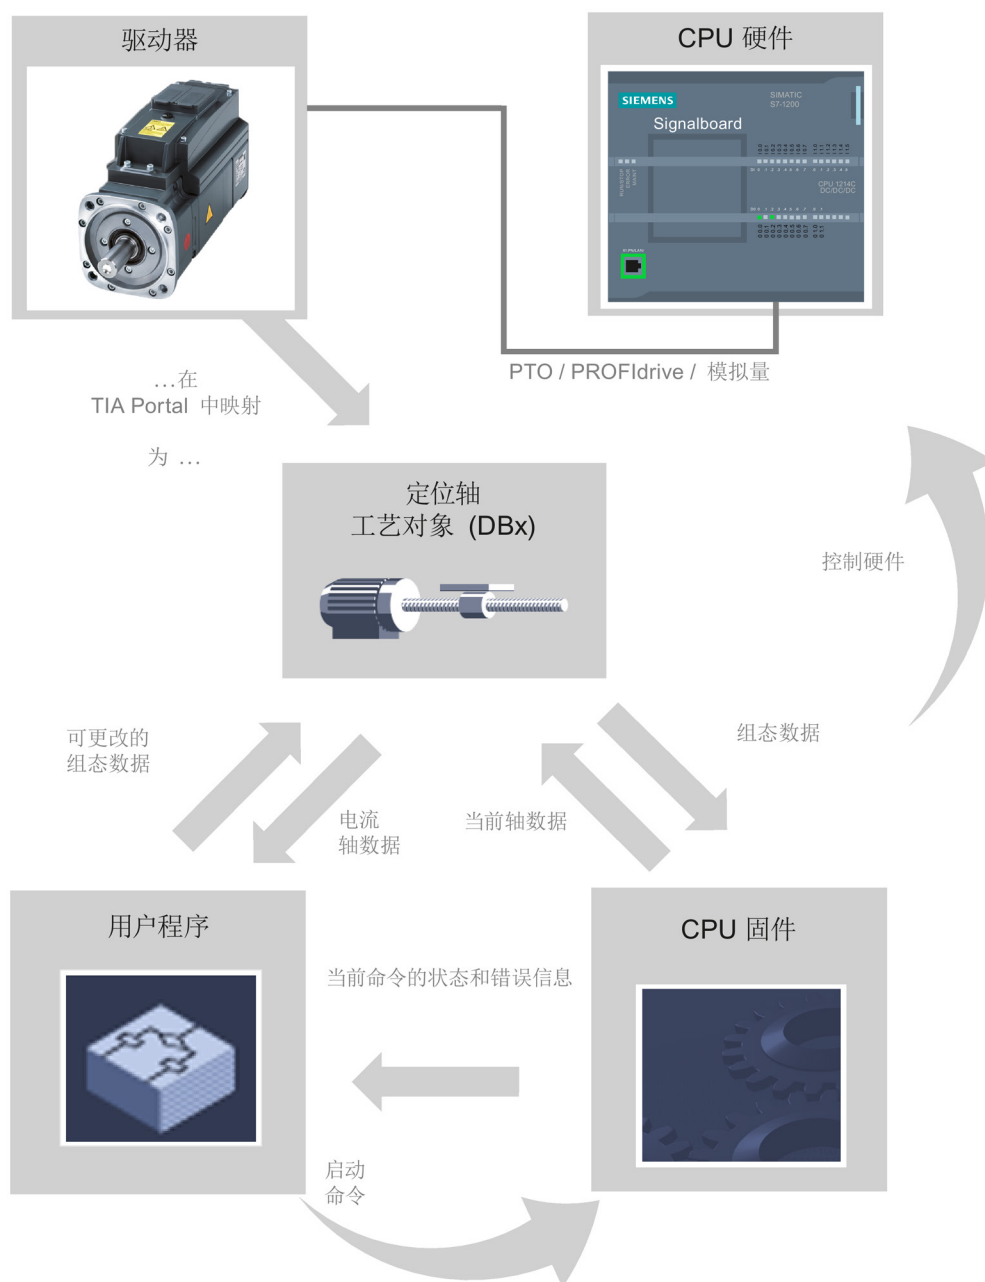 驱动器
CPU 硬件
SIEMENS
SIMATIC
S7-1200
Signalboard
RUN/STOP
ERROR
MAINT
CPU 1214C
DC/DC/DC
PTO / PROFIdrive / 模拟量
…在
TIA Portal 中映射
为 …
定位轴
工艺对象 (DBx)
控制硬件
可更改的
组态数据
电流
轴数据
当前轴数据
组态数据
用户程序
CPU 固件
当前命令的状态和错误信息
启动
命令